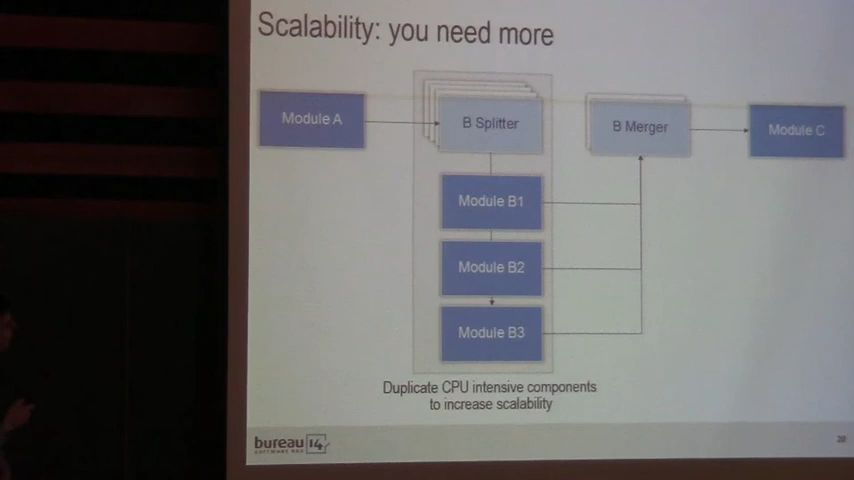 Scalability: you need more
Module A
B Splitter
B Merger
Module C
Module B1
Module B2
Module B3
Duplicate CPU intensive components
to increase scalability
bureau 14
20